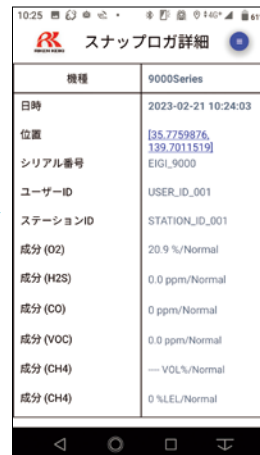 10:25
4G+
61
RIKEN KEIKI
スナップロガ詳細
機種 9000Series
日時 2023-02-21 10:24:03
位置 [35.7759876,
139.7011519]
シリアル番号 EIGI_9000
ユーザーID USER_ID_001
ステーションID STATION_ID_001
成分 (O2) 20.9 %/Normal
成分 (H2S) 0.0 ppm/Normal
成分 (CO) 0 ppm/Normal
成分 (VOC) 0.0 ppm/Normal
成分 (CH4) --- VOL%/Normal
成分 (CH4) 0 %LEL/Normal